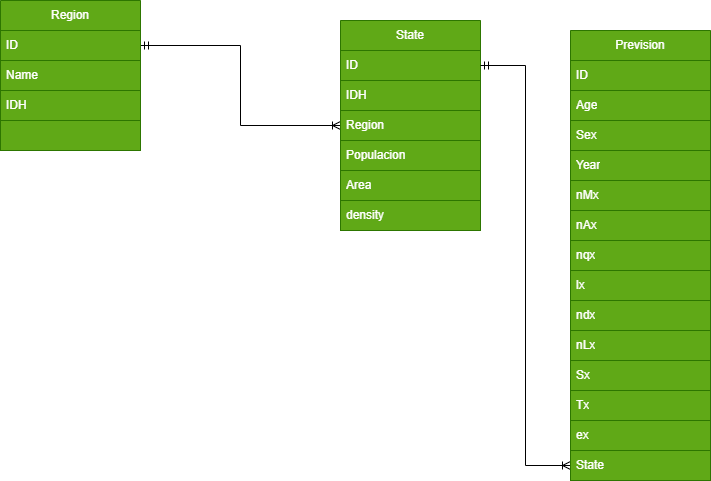 Region
ID
Name
IDH
State
ID
IDH
Region
Populacion
Area
density
Prevision
ID
Age
Sex
Year
nMx
nAx
nqx
lx
ndx
nLx
Sx
Tx
ex
State